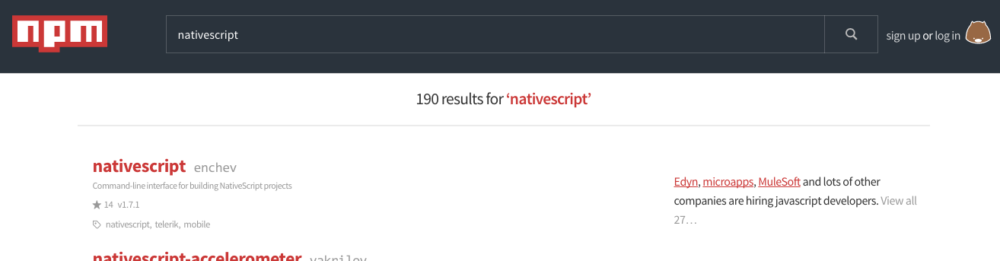 npm
nativescript
sign up or log in
190 results for ‘nativescript’
nativescript enchev
Command-line interface for building NativeScript projects
14 v1.7.1
nativescript, telerik, mobile
Edyn, microapps, MuleSoft and lots of other
companies are hiring javascript developers. View all
27…
nativescript-accelerometer vakrilov